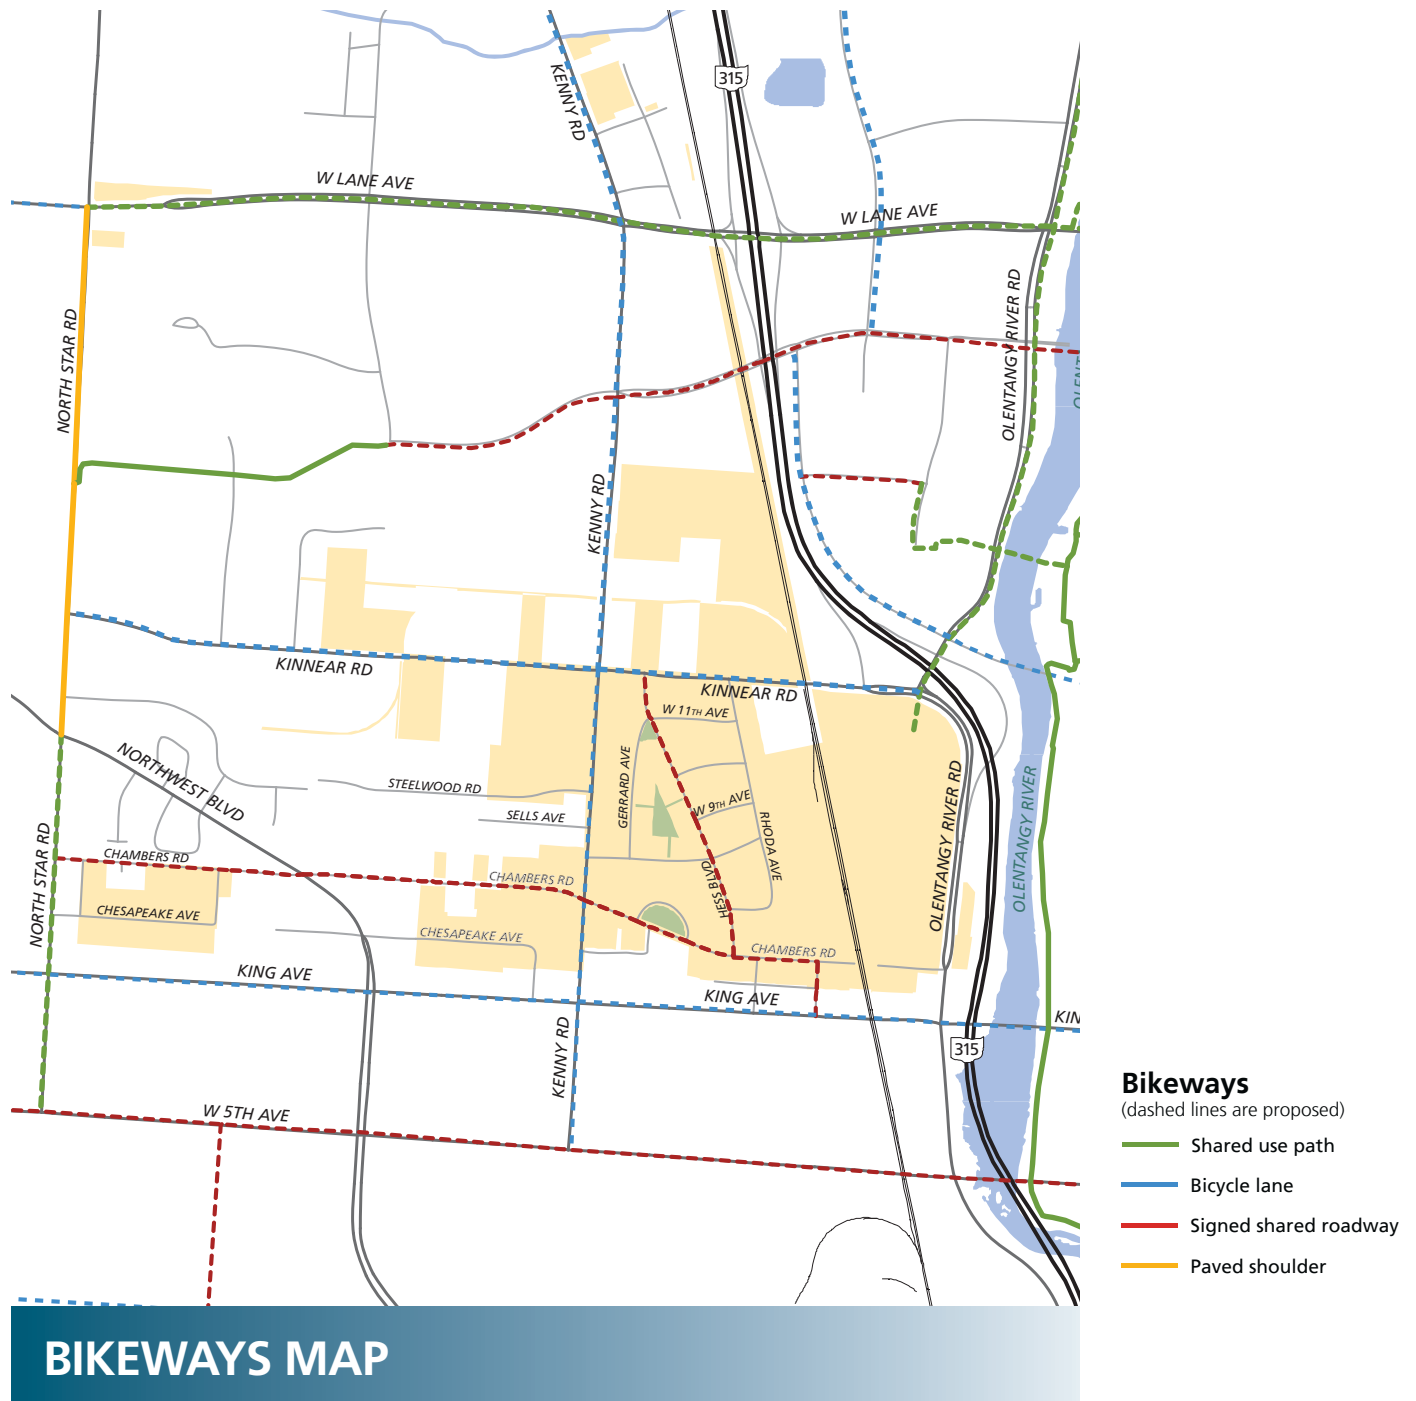 315
KENNY RD
W LANE AVE
W LANE AVE
OLENTANGY RIVER RD
NORTH STAR RD
OLENT
KENNY RD
KINNEAR RD
KINNEAR RD
W 11TH AVE
NORTHWEST BLVD
GERRARD AVE
STEELWOOD RD
W 9TH AVE
SELLS AVE
RHODA AVE
OLENTANGY RIVER RD
OLENTANGY RIVER
NORTH STAR RD
CHAMBERS RD
CHAMBERS RD
HESS BLVD
CHESAPEAKE AVE
CHESAPEAKE AVE
CHAMBERS RD
KING AVE
KING AVE
KIN
KENNY RD
315
W 5TH AVE
Bikeways
(dashed lines are proposed)
Shared use path
Bicycle lane
Signed shared roadway
Paved shoulder
BIKEWAYS MAP